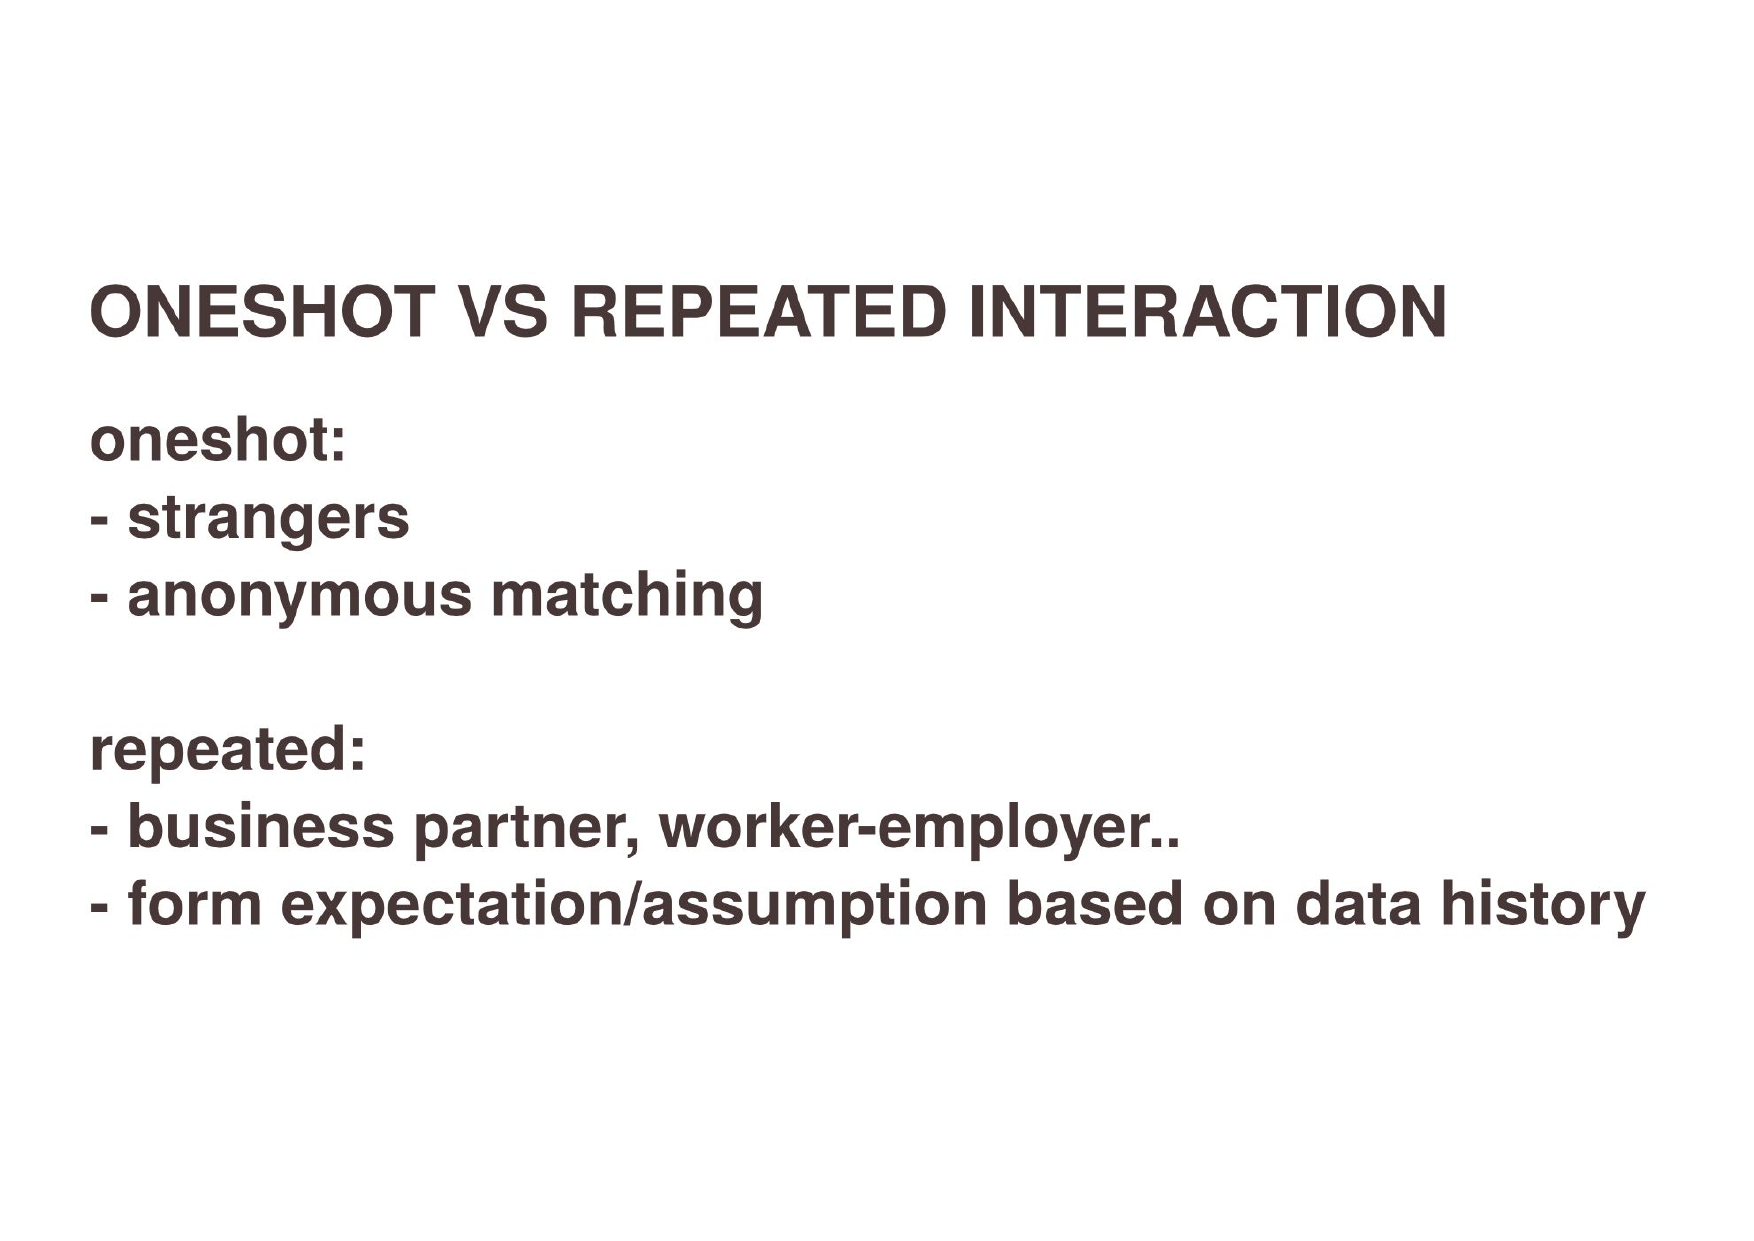 ONESHOT VS REPEATED INTERACTION
oneshot:
- strangers
- anonymous matching
repeated:
- business partner, worker-employer..
- form expectation/assumption based on data history